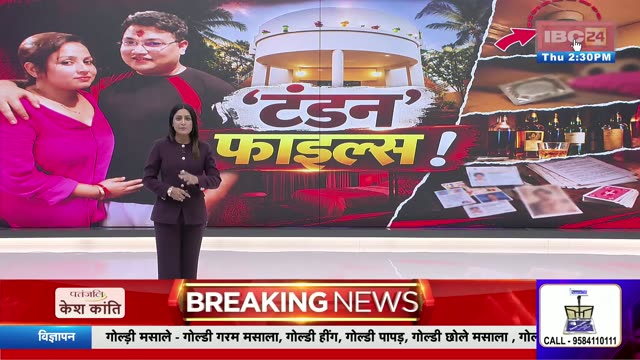 IBC24
Thu 2:30PM
'टंडन'
फाइल्स !
पतंजलि
केश कांति
BREAKING NEWS
CALL - 9584110111
विज्ञापन
गोल्डी मसाले - गोल्डी गरम मसाला, गोल्डी हींग, गोल्डी पापड़, गोल्डी छोले मसाला ,